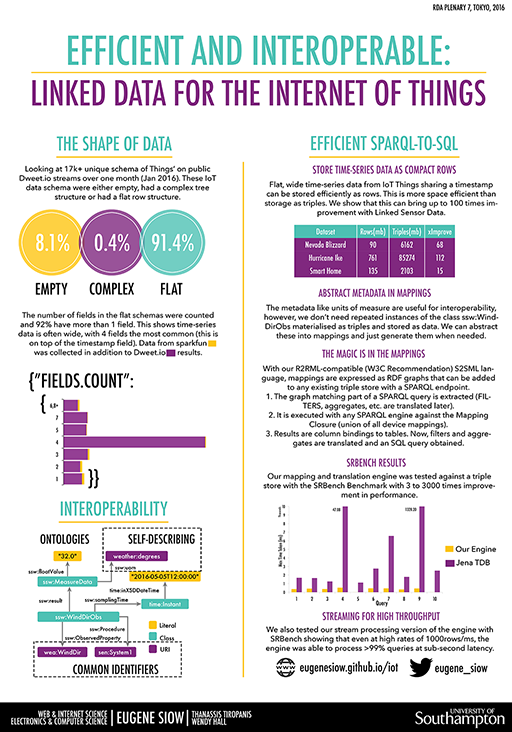 RDA PLENARY 7, TOKYO, 2016
EFFICIENT AND INTEROPERABLE:
LINKED DATA FOR THE INTERNET OF THINGS
THE SHAPE OF DATA
Looking at 17k+ unique schema of Things' on public
Dweet.io streams over one month (Jan 2016). These IoT
data schema were either empty, had a complex tree
structure or had a flat row structure.
8.1%
0.4%
91.4%
EMPTY
COMPLEX
FLAT
The number of fields in the flat schemas were counted
and 92% have more than 1 field. This shows time-series
data is often wide, with 4 fields the most common (this is
on top of the timestamp field). Data from sparkfun
was collected in addition to Dweet.io results.
{"FIELDS.COUNT":
{
7
5
4
3
2
1
}}
INTEROPERABILITY
ONTOLOGIES
SELF-DESCRIBING
"32.0"
weather:degrees
ssw:floatValue
ssw:uom
"2016-05-05T12:00:00"
time:inXSDDateTime
ssw:MeasureData
ssw:samplingTime
time:Instant
ssw:result
ssw:WindDirObs
ssw:Procedure
ssw:ObservedProperty
wea:WindDir
sen:System1
Literal
Class
URI
COMMON IDENTIFIERS
EFFICIENT SPARQL-TO-SQL
STORE TIME-SERIES DATA AS COMPACT ROWS
Flat, wide time-series data from IoT Things sharing a timestamp
can be stored efficiently as rows. This is more space efficient than
storage as triples. We show that this can bring up to 100 times im-
provement with Linked Sensor Data.
Dataset Rows(mb) Triples(mb) xImprove
Nevada Blizzard 90 6162 68
Hurricane Ike 761 85274 112
Smart Home 135 2103 15
ABSTRACT METADATA IN MAPPINGS
The metadata like units of measure are useful for interoperability,
however, we don't need repeated instances of the class ssw:Wind-
DirObs materialised as triples and stored as data. We can abstract
these into mappings and just generate them when needed.
THE MAGIC IS IN THE MAPPINGS
With our R2RML-compatible (W3C Recommendation) S2SML lan-
guage, mappings are expressed as RDF graphs that can be added
to any existing triple store with a SPARQL endpoint.
1. The graph matching part of a SPARQL query is extracted (FIL-
TERS, aggregates, etc. are translated later).
2. It is executed with any SPARQL engine against the Mapping
Closure (union of all device mappings).
3. Results are column bindings to tables. Now, filters and aggre-
gates are translated and an SQL query obtained.
SRBENCH RESULTS
Our mapping and translation engine was tested against a triple
store with the SRBench Benchmark with 3 to 3000 times improve-
ment in performance.
10
9
8
7
6
5
4
3
2
1
0
1 2 3 4 5 6 7 8 9 10
Query
Our Engine
Jena TDB
STREAMING FOR HIGH THROUGHPUT
We also tested our stream processing version of the engine with
SRBench showing that even at high rates of 1000rows/ms, the
engine was able to process >99% queries at sub-second latency.
eugenesiow.github.io/iot
eugene_siow
WEB & INTERNET SCIENCE
ELECTRONICS & COMPUTER SCIENCE
EUGENE SIOW
THANASSIS TIROPANIS
WENDY HALL
UNIVERSITY OF
Southampton